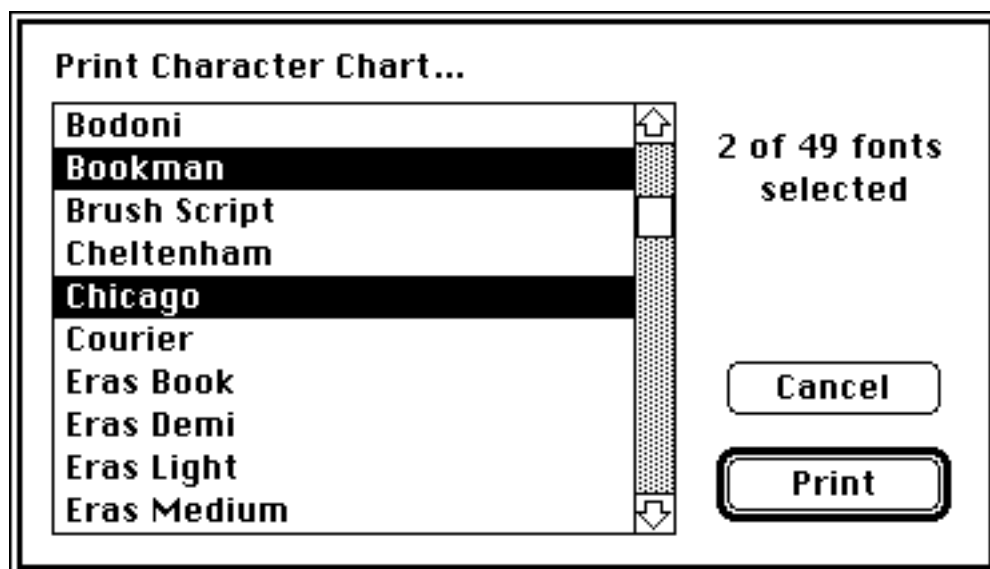 Print Character Chart...
Bodoni
Bookman
Brush Script
Cheltenham
Chicago
Courier
Eras Book
Eras Demi
Eras Light
Eras Medium
2 of 49 fonts
selected
Cancel
Print